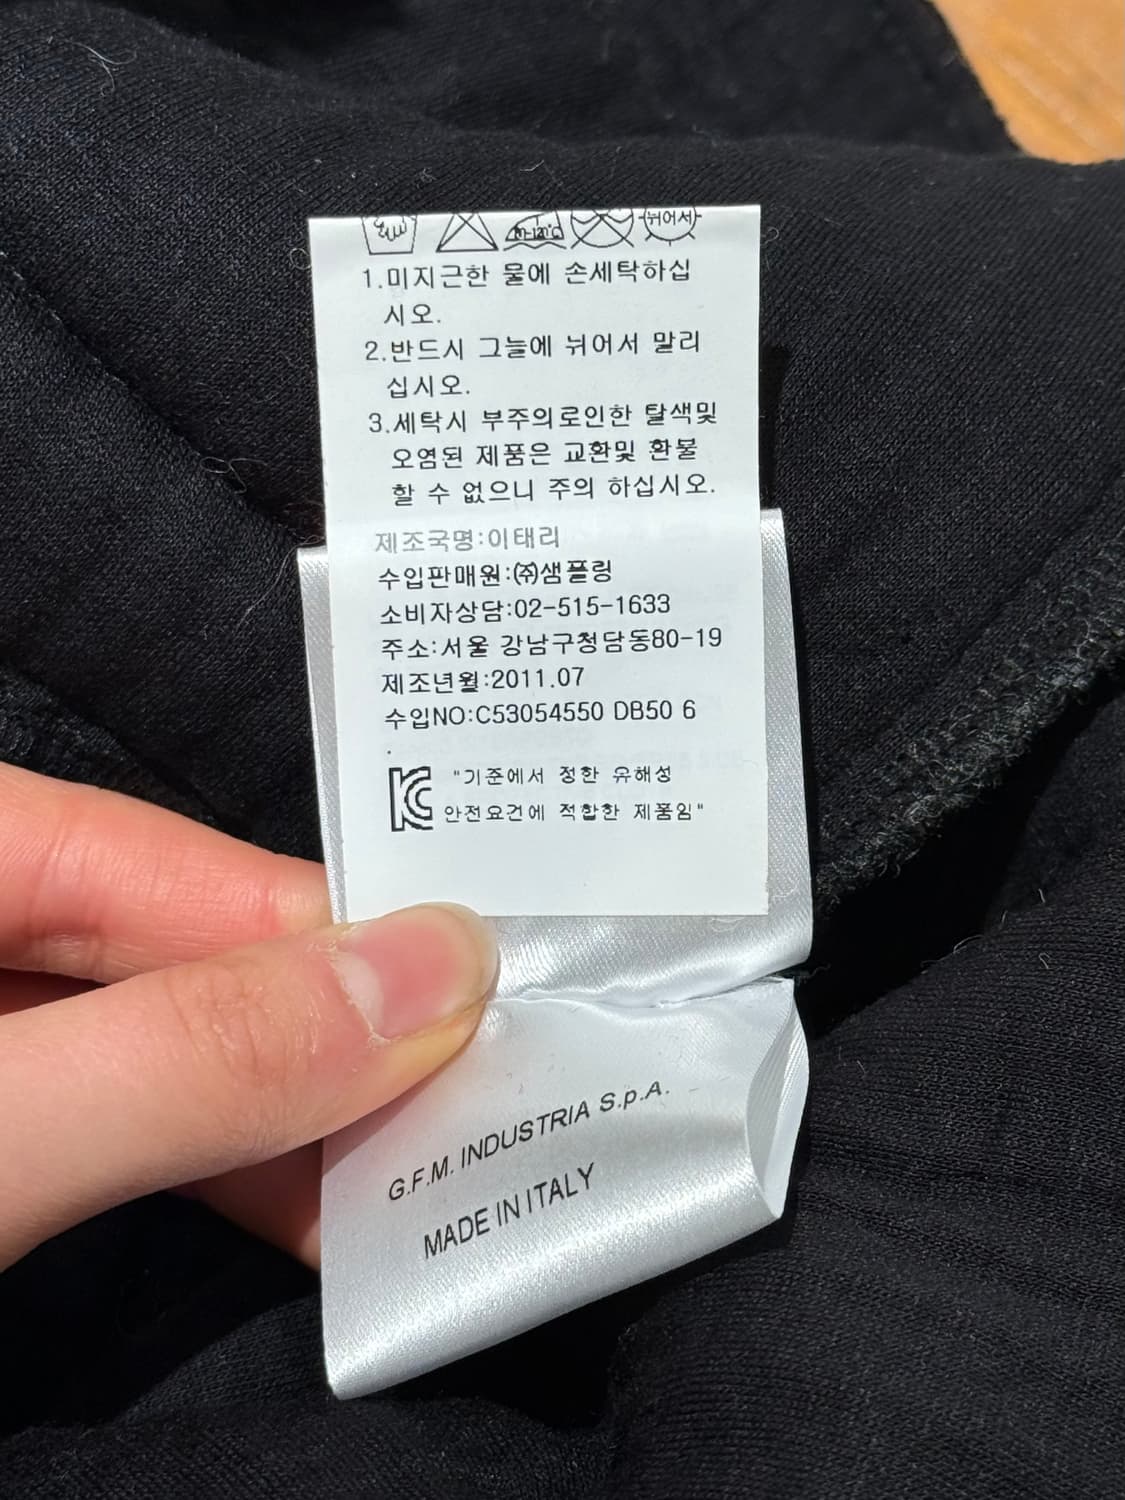 뉘어서
1.미지근한 물에 손세탁하십
시오.
2.반드시 그늘에 뉘어서 말리
십시오.
3.세탁시 부주의로인한 탈색및
오염된 제품은 교환및 환불
할 수 없으니 주의 하십시오.
제조국명:이태리
수입판매원:㈜샘플링
소비자상담:02-515-1633
주소:서울 강남구청담동80-19
제조년월:2011.07
수입NO:C53054550 DB50 6
.
KC "기준에서 정한 유해성
안전요건에 적합한 제품임"
G.F.M. INDUSTRIA S.p.A.
MADE IN ITALY